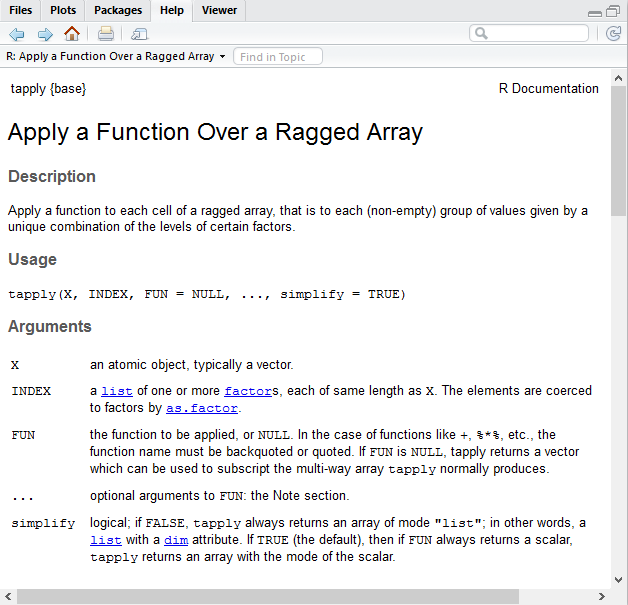 Files Plots Packages Help Viewer
R: Apply a Function Over a Ragged Array Find in Topic
tapply {base} R Documentation
Apply a Function Over a Ragged Array
Description
Apply a function to each cell of a ragged array, that is to each (non-empty) group of values given by a
unique combination of the levels of certain factors.
Usage
tapply(X, INDEX, FUN = NULL, ..., simplify = TRUE)
Arguments
X an atomic object, typically a vector.
INDEX a list of one or more factors, each of same length as X. The elements are coerced
to factors by as.factor.
FUN the function to be applied, or NULL. In the case of functions like +, %*%, etc., the
function name must be backquoted or quoted. If FUN is NULL, tapply returns a vector
which can be used to subscript the multi-way array tapply normally produces.
... optional arguments to FUN: the Note section.
simplify logical; if FALSE, tapply always returns an array of mode "list"; in other words, a
list with a dim attribute. If TRUE (the default), then if FUN always returns a scalar,
tapply returns an array with the mode of the scalar.